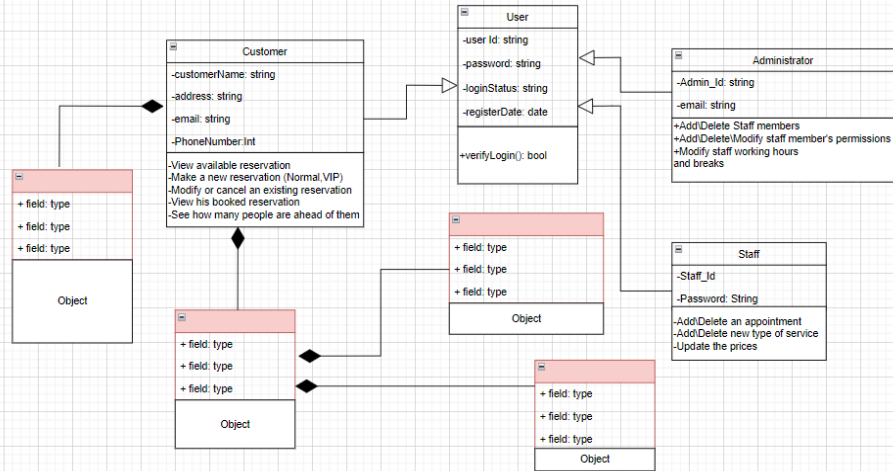 User
-user Id: string
-password: string
-loginStatus: string
-registerDate: date
+verifyLogin(): bool
Customer
-customerName: string
-address: string
-email: string
-PhoneNumber:Int
-View available reservation
-Make a new reservation (Normal,VIP)
-Modify or cancel an existing reservation
-View his booked reservation
-See how many people are ahead of them
Administrator
-Admin_Id: string
-email: string
+Add\Delete Staff members
+Add\Delete\Modify staff member's permissions
+Modify staff working hours
and breaks
+ field: type
+ field: type
+ field: type
Object
+ field: type
+ field: type
+ field: type
Object
Staff
-Staff_Id
-Password: String
-Add\Delete an appointment
-Add\Delete new type of service
-Update the prices
+ field: type
+ field: type
+ field: type
Object
+ field: type
+ field: type
+ field: type
Object